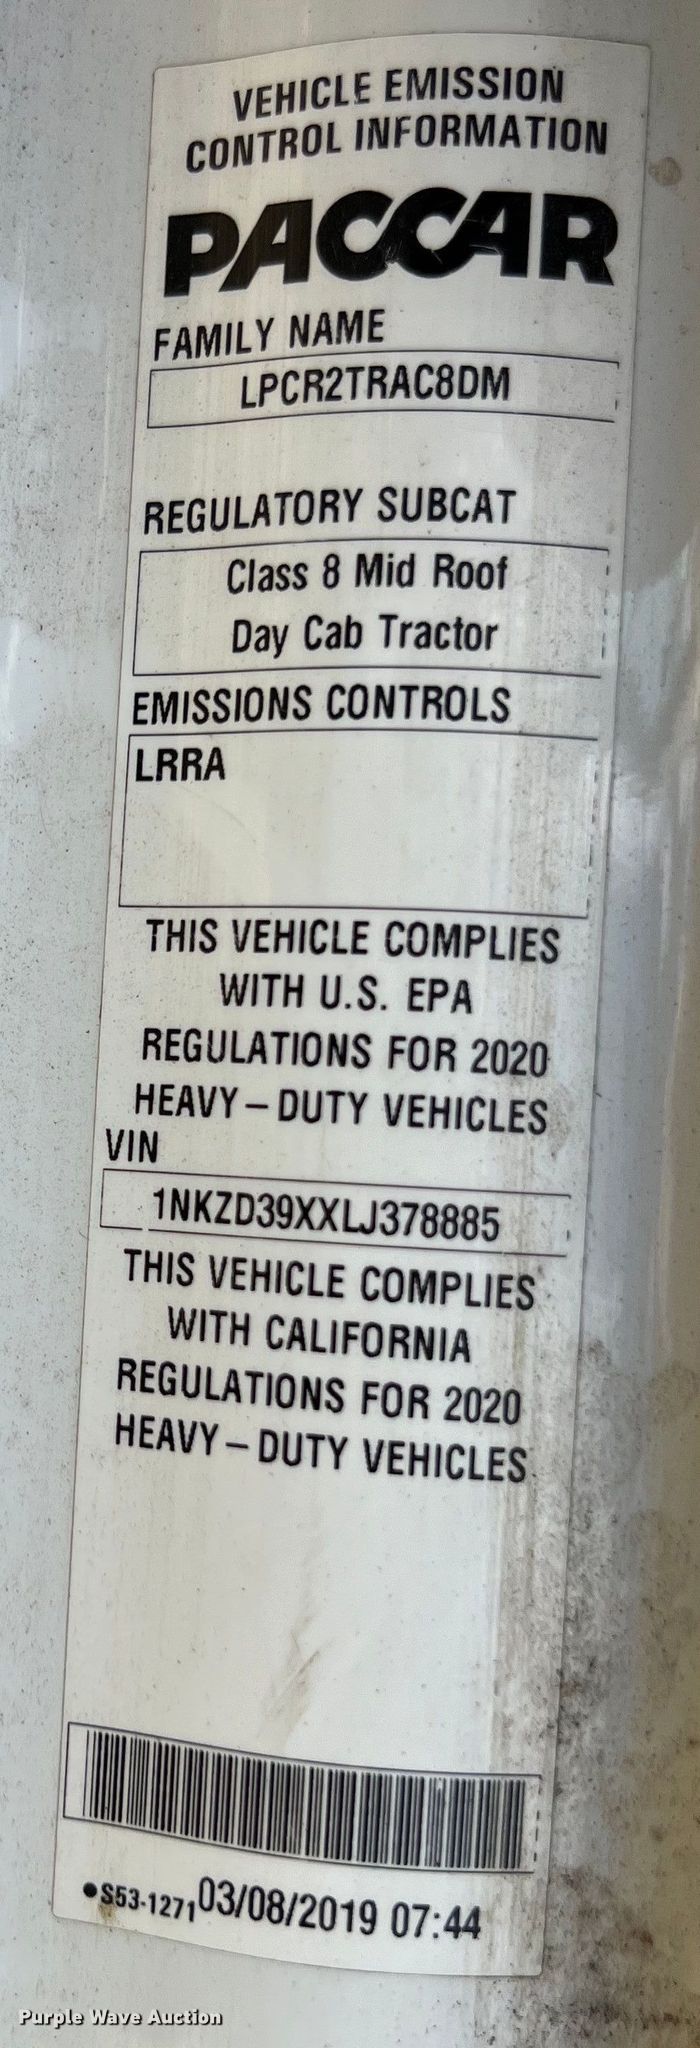 VEHICLE EMISSION
CONTROL INFORMATION
PACCAR
FAMILY NAME
LPCR2TRAC8DM
REGULATORY SUBCAT
Class 8 Mid Roof
Day Cab Tractor
EMISSIONS CONTROLS
LRRA
THIS VEHICLE COMPLIES
WITH U.S. EPA
REGULATIONS FOR 2020
HEAVY-DUTY VEHICLES
VIN
1NKZD39XXLJ378885
THIS VEHICLE COMPLIES
WITH CALIFORNIA
REGULATIONS FOR 2020
HEAVY-DUTY VEHICLES
•S53-1271 03/08/2019 07:44
Purple Wave Auction